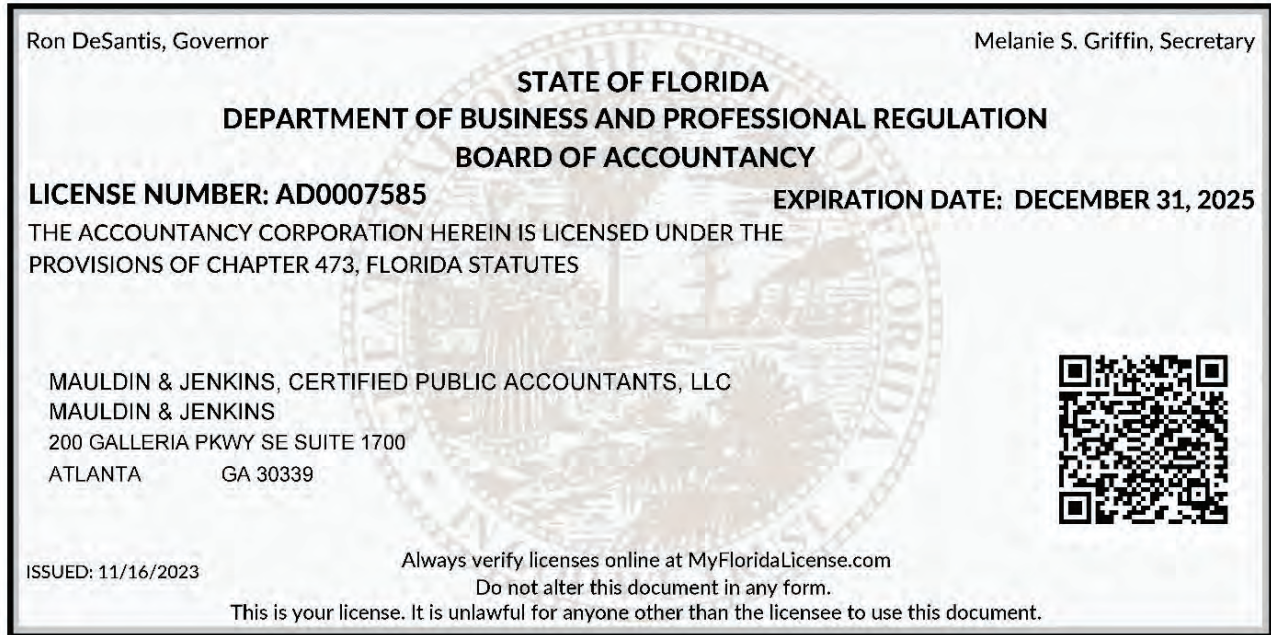 Ron DeSantis, Governor
Melanie S. Griffin, Secretary
STATE OF FLORIDA
DEPARTMENT OF BUSINESS AND PROFESSIONAL REGULATION
BOARD OF ACCOUNTANCY
LICENSE NUMBER: AD0007585
EXPIRATION DATE: DECEMBER 31, 2025
THE ACCOUNTANCY CORPORATION HEREIN IS LICENSED UNDER THE
PROVISIONS OF CHAPTER 473, FLORIDA STATUTES
MAULDIN & JENKINS, CERTIFIED PUBLIC ACCOUNTANTS, LLC
MAULDIN & JENKINS
200 GALLERIA PKWY SE SUITE 1700
ATLANTA GA 30339
ISSUED: 11/16/2023
Always verify licenses online at MyFloridaLicense.com
Do not alter this document in any form.
This is your license. It is unlawful for anyone other than the licensee to use this document.